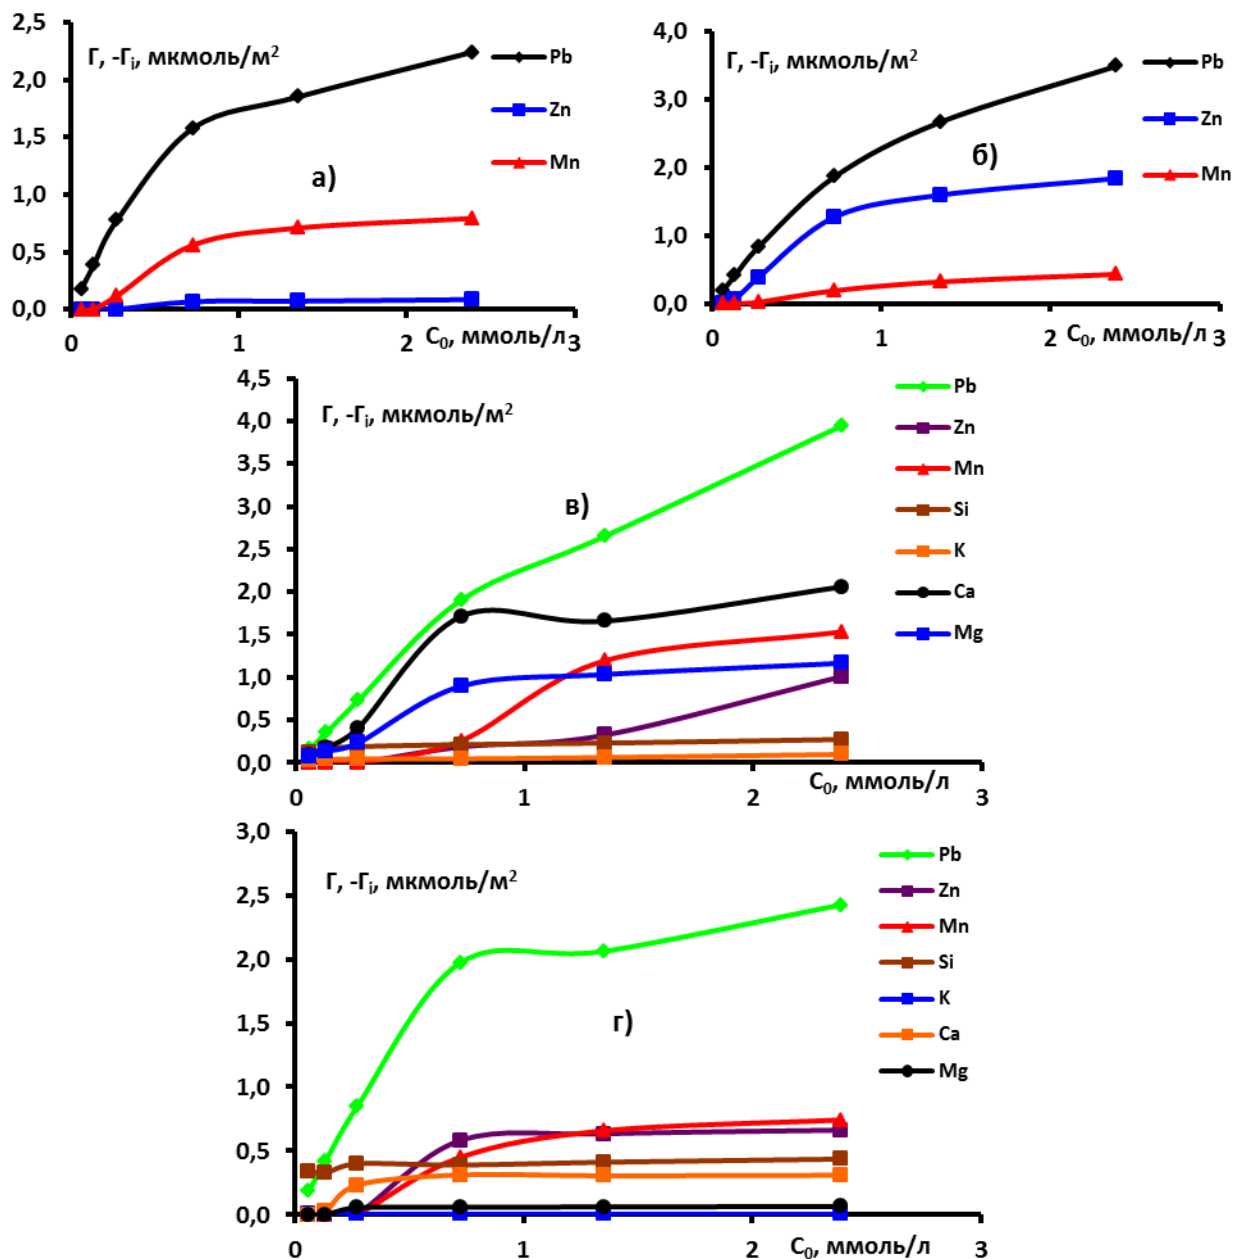 Г, -Гᵢ, мкмоль/м²
2,5
2,0
1,5
1,0
0,5
0,0
0 1 2 3
С₀, ммоль/л
а)
Pb
Zn
Mn
Г, -Гᵢ, мкмоль/м²
4,0
3,0
2,0
1,0
0,0
0 1 2 3
С₀, ммоль/л
б)
Pb
Zn
Mn
Г, -Гᵢ, мкмоль/м²
4,5
4,0
3,5
3,0
2,5
2,0
1,5
1,0
0,5
0,0
0 1 2 3
С₀, ммоль/л
в)
Pb
Zn
Mn
Si
K
Ca
Mg
Г, -Гᵢ, мкмоль/м²
3,0
2,5
2,0
1,5
1,0
0,5
0,0
0 1 2 3
С₀, ммоль/л
г)
Pb
Zn
Mn
Si
K
Ca
Mg